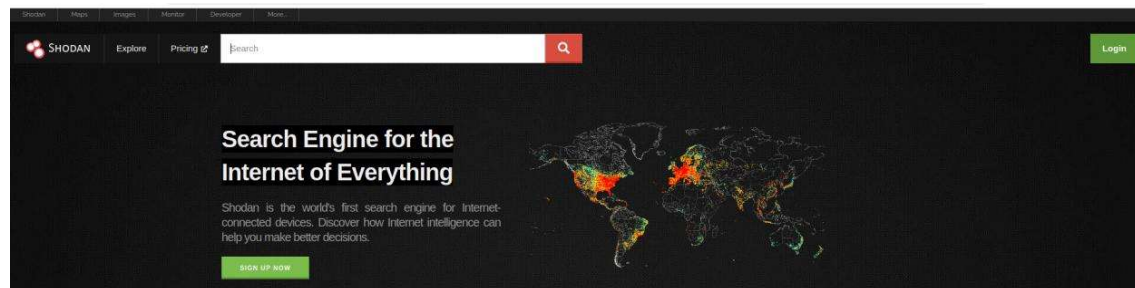 Shodan Maps Images Monitor Developer More...
SHODAN Explore Pricing Search Login
Search Engine for the
Internet of Everything
Shodan is the world's first search engine for Internet-
connected devices. Discover how Internet intelligence can
help you make better decisions.
SIGN UP NOW